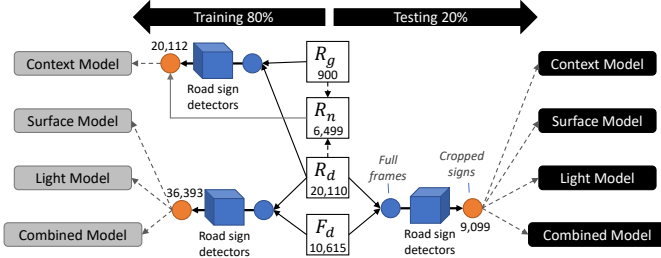 Training 80%
Testing 20%
20,112
Context Model
Surface Model
Light Model
Combined Model
Road sign
detectors
R_g
900
R_n
6,499
R_d
20,110
F_d
10,615
36,393
Road sign
detectors
Full
frames
Cropped
signs
Road sign
detectors
9,099
Context Model
Surface Model
Light Model
Combined Model